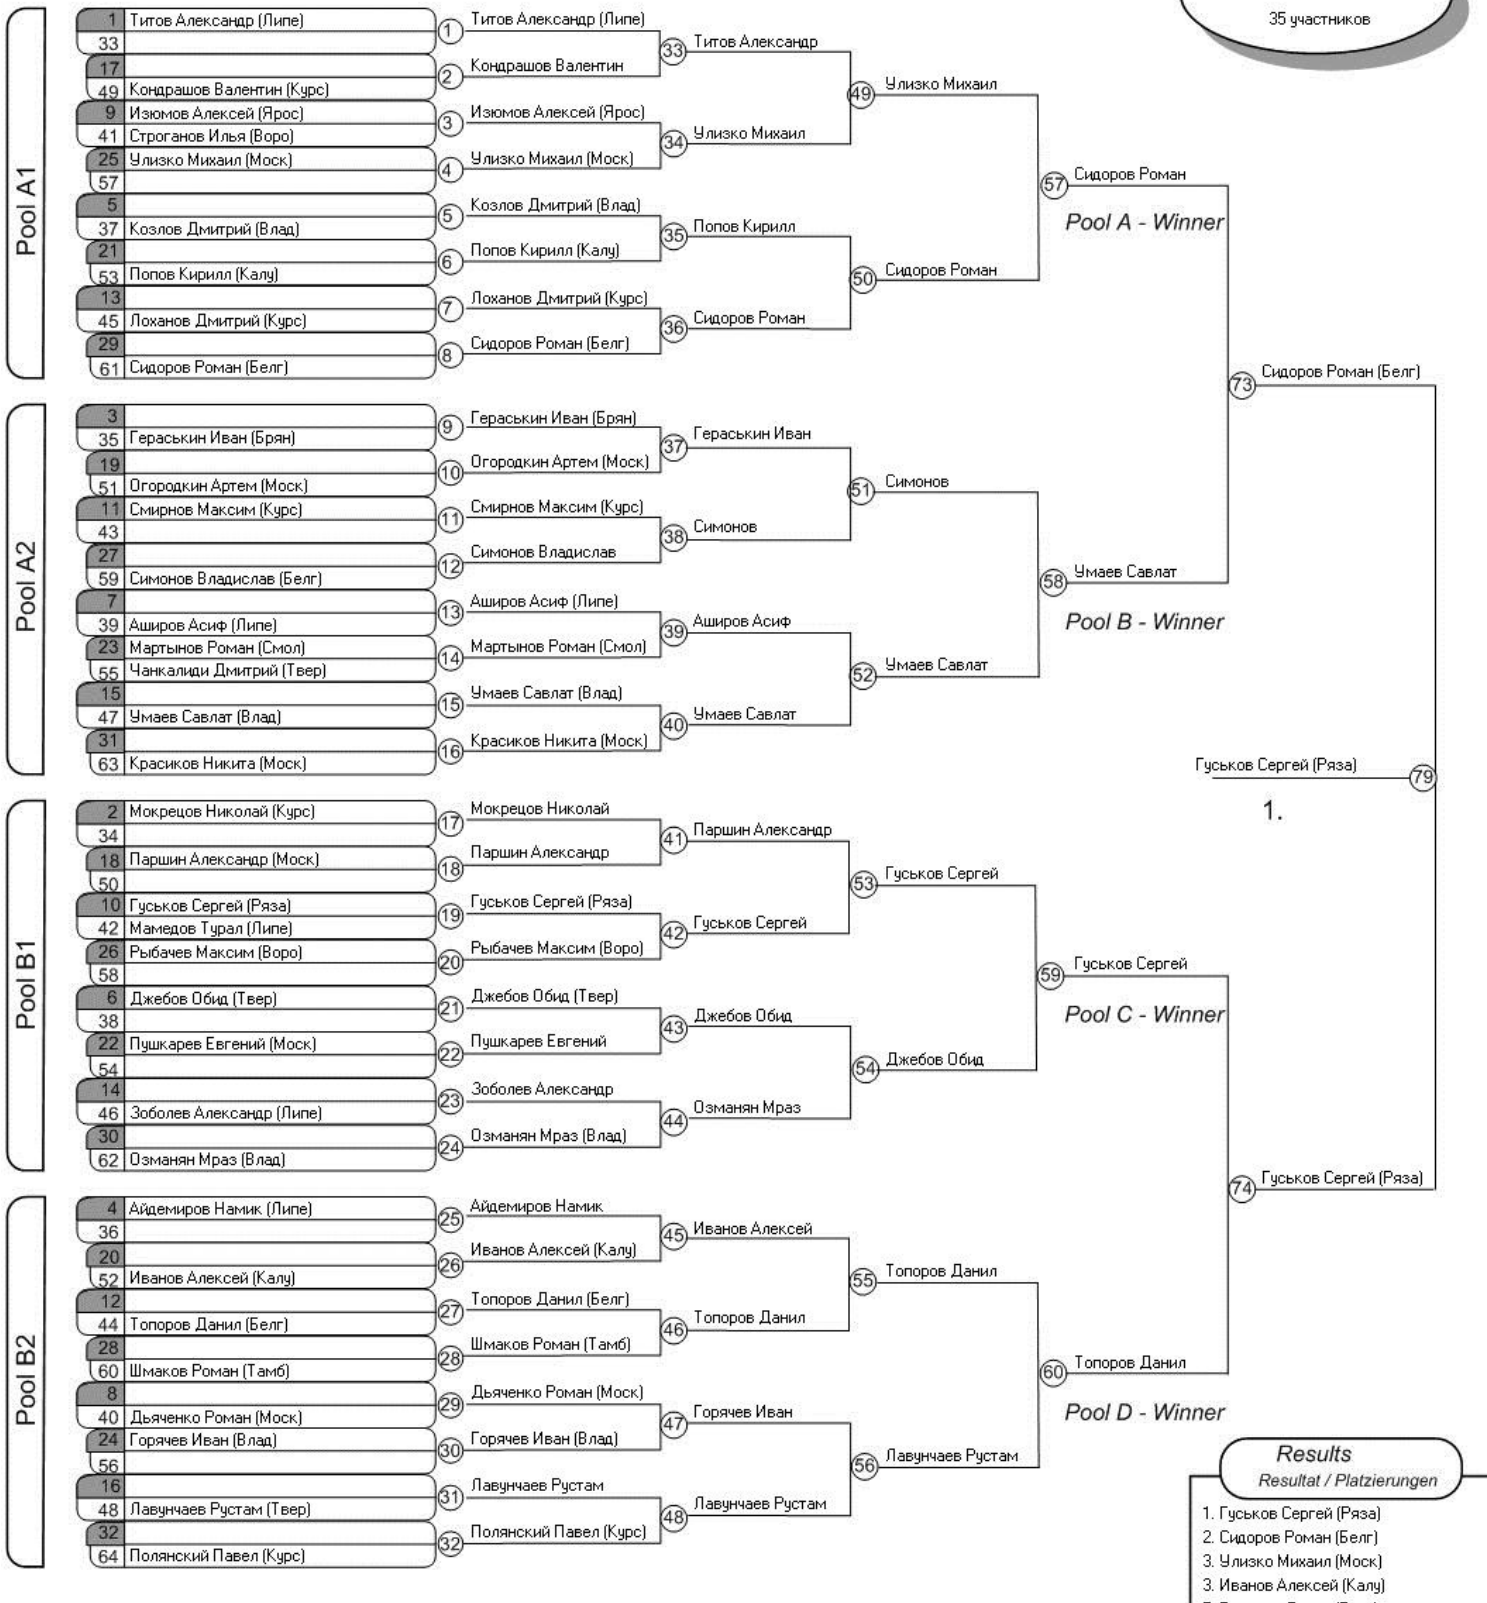 35 участников
Pool A1
1 Титов Александр (Липе)
33
17
49 Кондрашов Валентин (Курс)
9 Изюмов Алексей (Ярос)
41 Строганов Илья (Воро)
25 Улизко Михаил (Моск)
57
5
37 Козлов Дмитрий (Влад)
21
53 Попов Кирилл (Калу)
13
45 Лоханов Дмитрий (Курс)
29
61 Сидоров Роман (Белг)
1 Титов Александр (Липе)
2 Кондрашов Валентин
3 Изюмов Алексей (Ярос)
4 Улизко Михаил (Моск)
5 Козлов Дмитрий (Влад)
6 Попов Кирилл (Калу)
7 Лоханов Дмитрий (Курс)
8 Сидоров Роман (Белг)
33 Титов Александр
34 Улизко Михаил
35 Попов Кирилл
36 Сидоров Роман
49 Улизко Михаил
50 Сидоров Роман
57 Сидоров Роман
Pool A - Winner
Pool A2
3
35 Гераськин Иван (Брян)
19
51 Огородкин Артем (Моск)
11 Смирнов Максим (Курс)
43
27
59 Симонов Владислав (Белг)
7
39 Аширов Асиф (Липе)
23 Мартынов Роман (Смол)
55 Чанкалиди Дмитрий (Твер)
15
47 Умаев Савлат (Влад)
31
63 Красиков Никита (Моск)
9 Гераськин Иван (Брян)
10 Огородкин Артем (Моск)
11 Смирнов Максим (Курс)
12 Симонов Владислав
13 Аширов Асиф (Липе)
14 Мартынов Роман (Смол)
15 Умаев Савлат (Влад)
16 Красиков Никита (Моск)
37 Гераськин Иван
38 Симонов
39 Аширов Асиф
40 Умаев Савлат
51 Симонов
52 Умаев Савлат
58 Умаев Савлат
Pool B - Winner
73 Сидоров Роман (Белг)
Гуськов Сергей (Ряза) 79
1.
Pool B1
2 Мокрецов Николай (Курс)
34
18 Паршин Александр (Моск)
50
10 Гуськов Сергей (Ряза)
42 Мамедов Турал (Липе)
26 Рыбачев Максим (Воро)
58
6 Джебов Обид (Твер)
38
22 Пушкарев Евгений (Моск)
54
14
46 Зоболев Александр (Липе)
30
62 Озманян Мраз (Влад)
17 Мокрецов Николай
18 Паршин Александр
19 Гуськов Сергей (Ряза)
20 Рыбачев Максим (Воро)
21 Джебов Обид (Твер)
22 Пушкарев Евгений
23 Зоболев Александр
24 Озманян Мраз (Влад)
41 Паршин Александр
42 Гуськов Сергей
43 Джебов Обид
44 Озманян Мраз
53 Гуськов Сергей
54 Джебов Обид
59 Гуськов Сергей
Pool C - Winner
Pool B2
4 Айдемиров Намик (Липе)
36
20
52 Иванов Алексей (Калу)
12
44 Топоров Данил (Белг)
28
60 Шмаков Роман (Тамб)
8
40 Дьяченко Роман (Моск)
24 Горячев Иван (Влад)
56
16
48 Лавунчаев Рустам (Твер)
32
64 Полянский Павел (Курс)
25 Айдемиров Намик
26 Иванов Алексей (Калу)
27 Топоров Данил (Белг)
28 Шмаков Роман (Тамб)
29 Дьяченко Роман (Моск)
30 Горячев Иван (Влад)
31 Лавунчаев Рустам
32 Полянский Павел (Курс)
45 Иванов Алексей
46 Топоров Данил
47 Горячев Иван
48 Лавунчаев Рустам
55 Топоров Данил
56 Лавунчаев Рустам
60 Топоров Данил
Pool D - Winner
74 Гуськов Сергей (Ряза)
Results
Resultat / Platzierungen
1. Гуськов Сергей (Ряза)
2. Сидоров Роман (Белг)
3. Улизко Михаил (Моск)
3. Иванов Алексей (Калу)